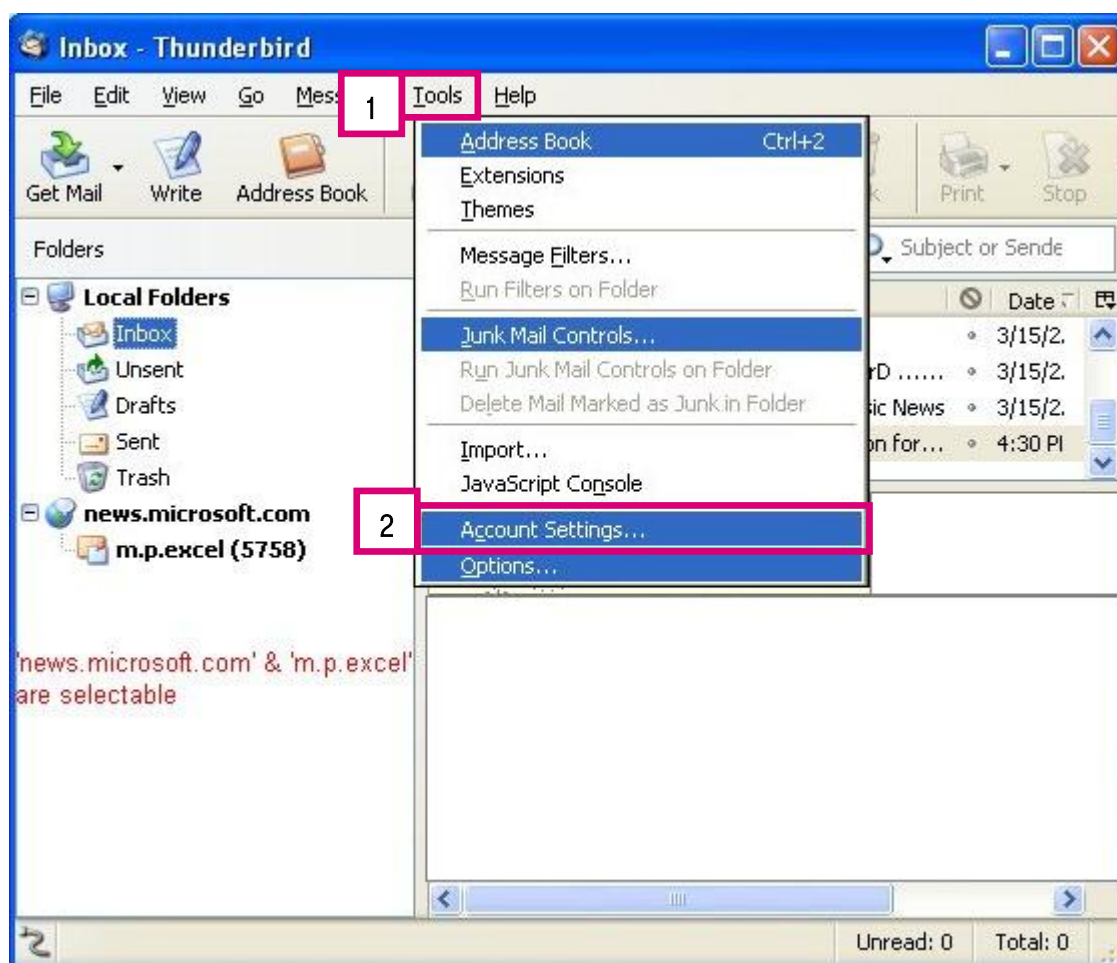 Inbox - Thunderbird
File Edit View Go Mess 1 Tools Help
Get Mail Write Address Book Print Stop
Folders
Subject or Sende
Local Folders
Inbox
Unsent
Drafts
Sent
Trash
news.microsoft.com
m.p.excel (5758)
'news.microsoft.com' & 'm.p.excel'
are selectable
Address Book Ctrl+2
Extensions
Themes
Message Filters...
Run Filters on Folder
Junk Mail Controls...
Run Junk Mail Controls on Folder
Delete Mail Marked as Junk in Folder
Import...
JavaScript Console
2 Account Settings...
Options...
Date
3/15/2.
rD ...... 3/15/2.
sic News 3/15/2.
on for... 4:30 Pl
Unread: 0 Total: 0